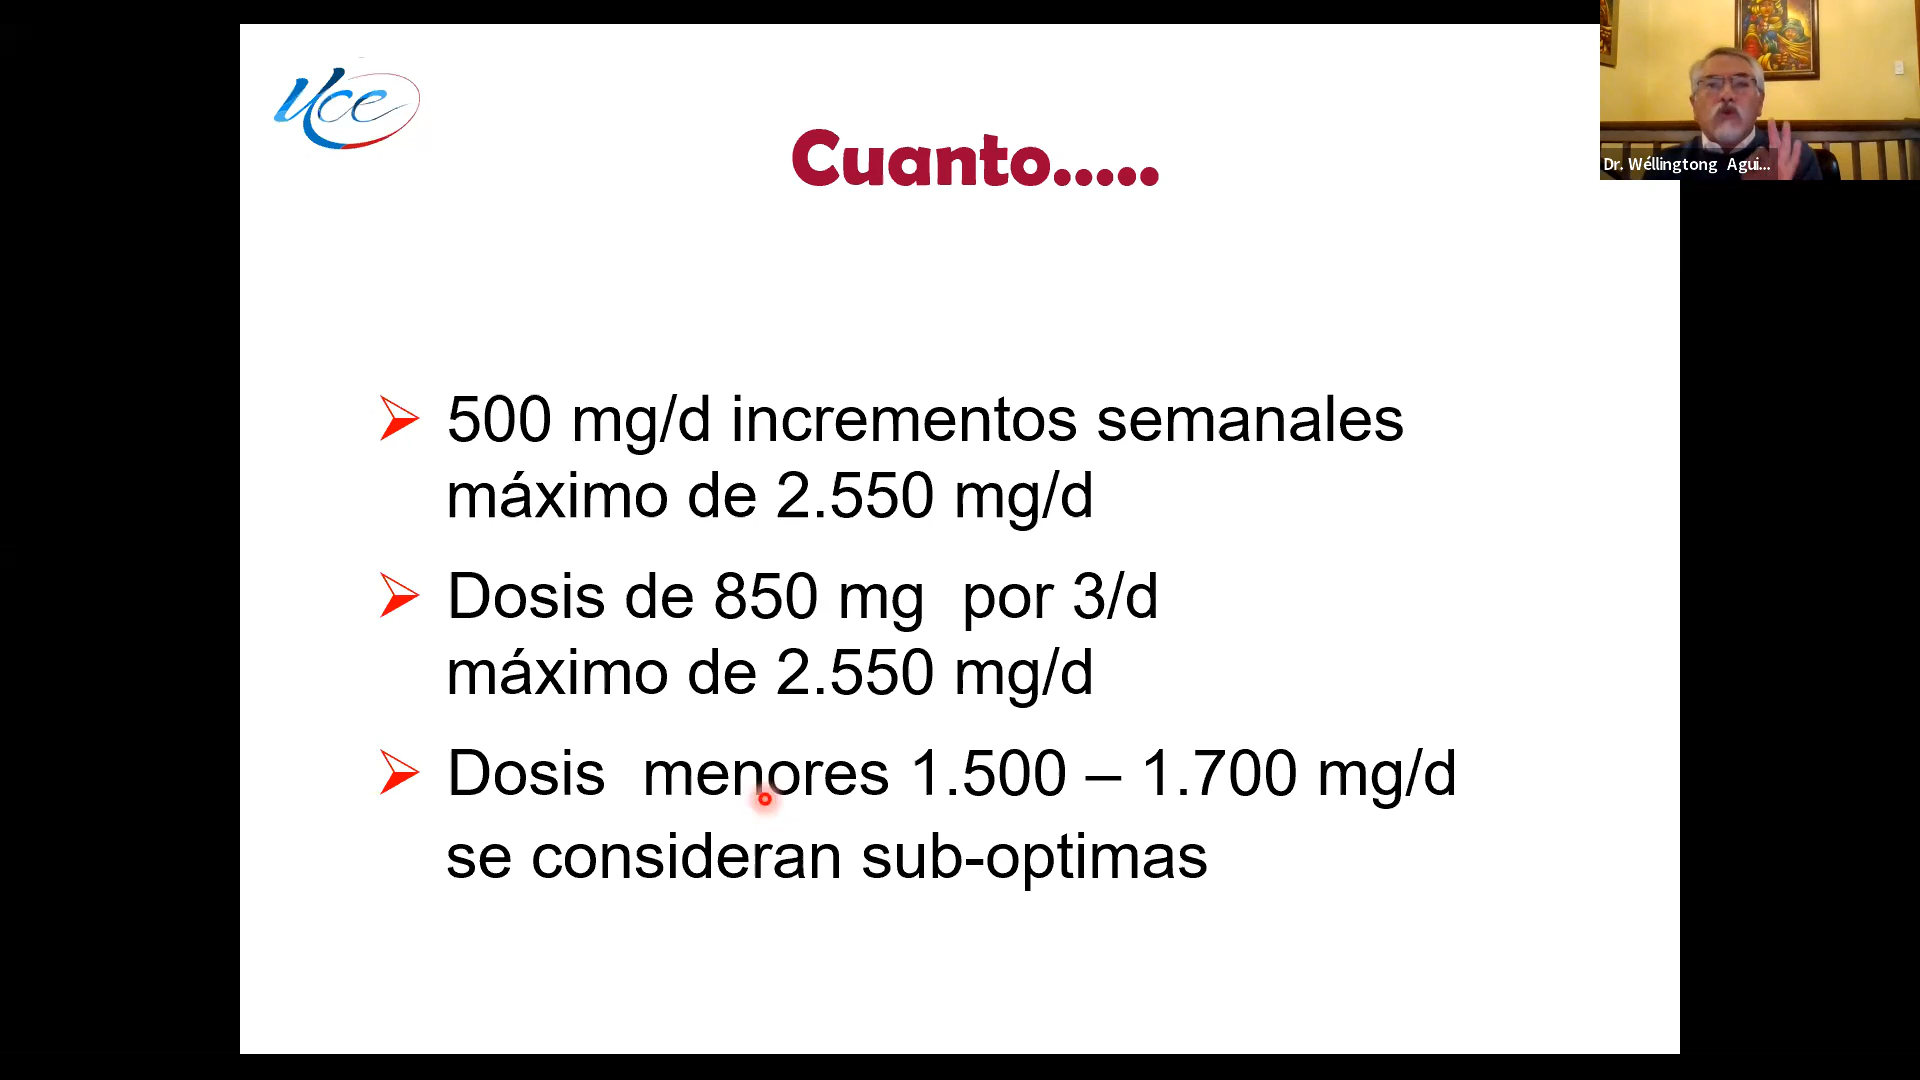 Uce
Cuanto.....
Dr. Wéllingtong Agui...
500 mg/d incrementos semanales
máximo de 2.550 mg/d
Dosis de 850 mg por 3/d
máximo de 2.550 mg/d
Dosis menores 1.500 – 1.700 mg/d
se consideran sub-optimas